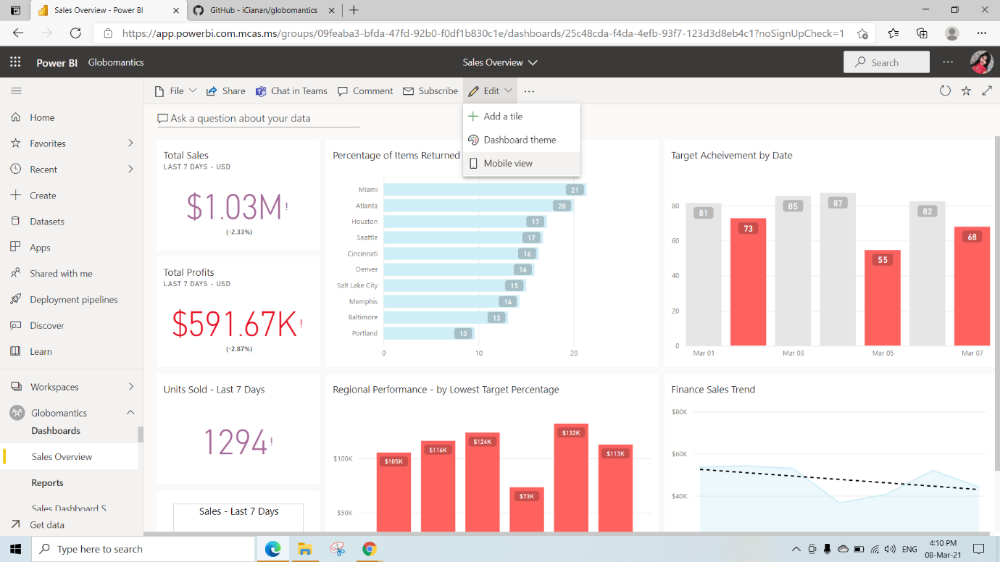 Sales Overview - Power BI
GitHub - iCianan/globomantics
https://app.powerbi.com.mcas.ms/groups/09feaba3-bfda-47fd-92b0-f0df1b830c1e/dashboards/25c48cda-f4da-4efb-93f7-123d3d8eb4c1?noSignUpCheck=1
Power BI Globomantics
Sales Overview
Search
File
Share
Chat in Teams
Comment
Subscribe
Edit
Add a tile
Dashboard theme
Mobile view
Home
Favorites
Recent
Create
Datasets
Apps
Shared with me
Deployment pipelines
Discover
Learn
Workspaces
Globomantics
Dashboards
Sales Overview
Reports
Sales Dashboard S
Get data
Ask a question about your data
Total Sales
LAST 7 DAYS - USD
$1.03M!
(-2.33%)
Total Profits
LAST 7 DAYS - USD
$591.67K!
(-2.87%)
Units Sold - Last 7 Days
1294!
Sales - Last 7 Days
Percentage of Items Returned
Miami 21
Atlanta 20
Houston 17
Seattle 17
Cincinnati 16
Denver 16
Salt Lake City 15
Memphis 14
Baltimore 13
Portland 10
0 10 20
Target Acheivement by Date
80
60
40
20
0
81 73 85 87 55 82 68
Mar 01 Mar 03 Mar 05 Mar 07
Regional Performance - by Lowest Target Percentage
$100K
$50K
$105K $116K $124K $73K $132K $113K
Finance Sales Trend
$80K
$60K
$40K
Type here to search
ENG
4:10 PM
08-Mar-21